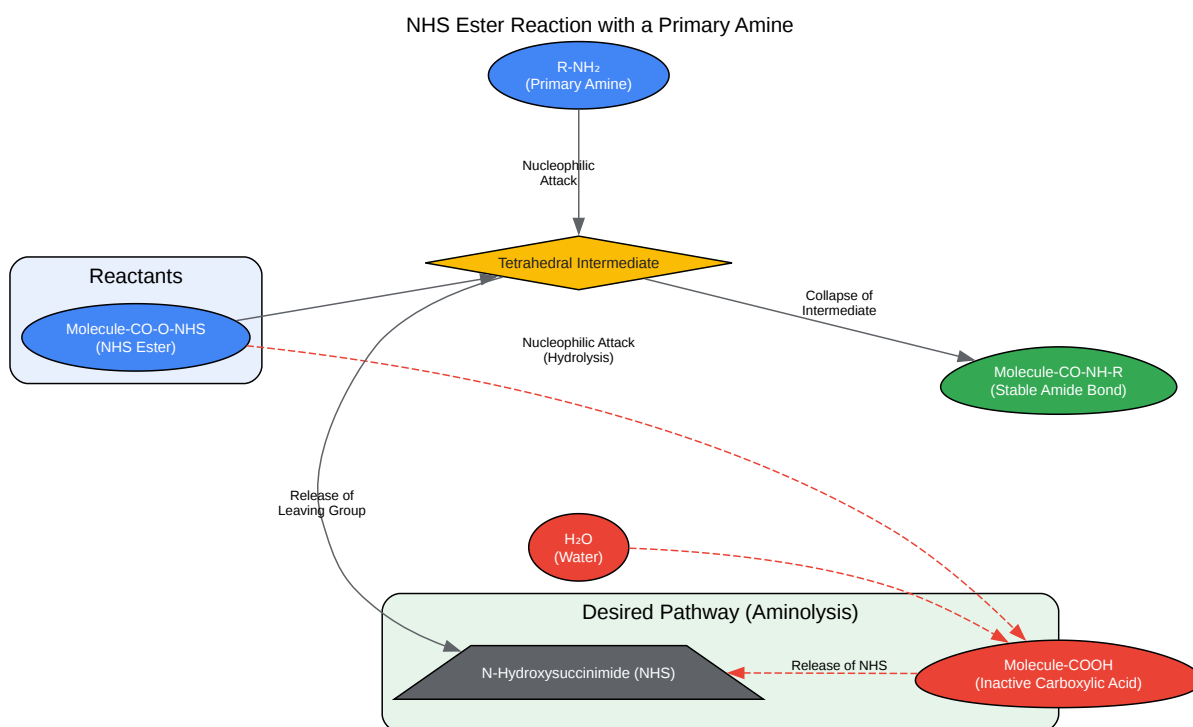 NHS Ester Reaction with a Primary Amine
R-NH₂
(Primary Amine)
Nucleophilic
Attack
Tetrahedral Intermediate
Reactants
Molecule-CO-O-NHS
(NHS Ester)
Collapse of
Intermediate
Nucleophilic Attack
(Hydrolysis)
Molecule-CO-NH-R
(Stable Amide Bond)
Release of
Leaving Group
H₂O
(Water)
Desired Pathway (Aminolysis)
N-Hydroxysuccinimide (NHS)
Release of NHS
Molecule-COOH
(Inactive Carboxylic Acid)